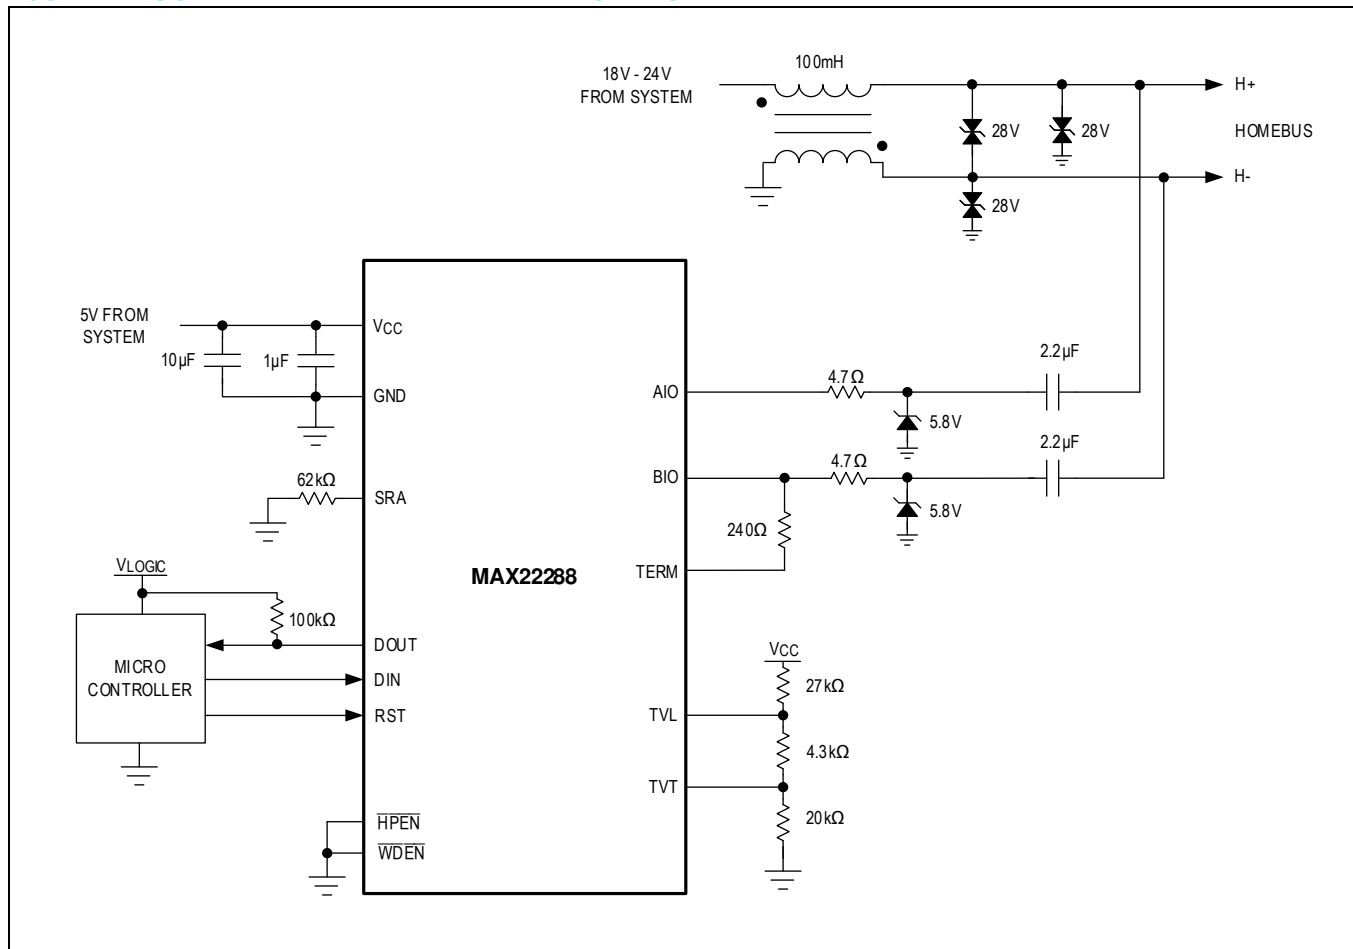 100mH
18V - 24V
FROM SYSTEM
H+
28V
28V
HOMEBUS
H-
28V
5V FROM
SYSTEM
VCC
10µF
1µF
2.2µF
4.7Ω
GND
AIO
5.8V
2.2µF
4.7Ω
62kΩ
BIO
SRA
5.8V
240Ω
VLOGIC
MAX22288
TERM
100kΩ
DOUT
VCC
MICRO
CONTROLLER
DIN
27kΩ
RST
TVL
4.3kΩ
TVT
HPEN
20kΩ
WDEN